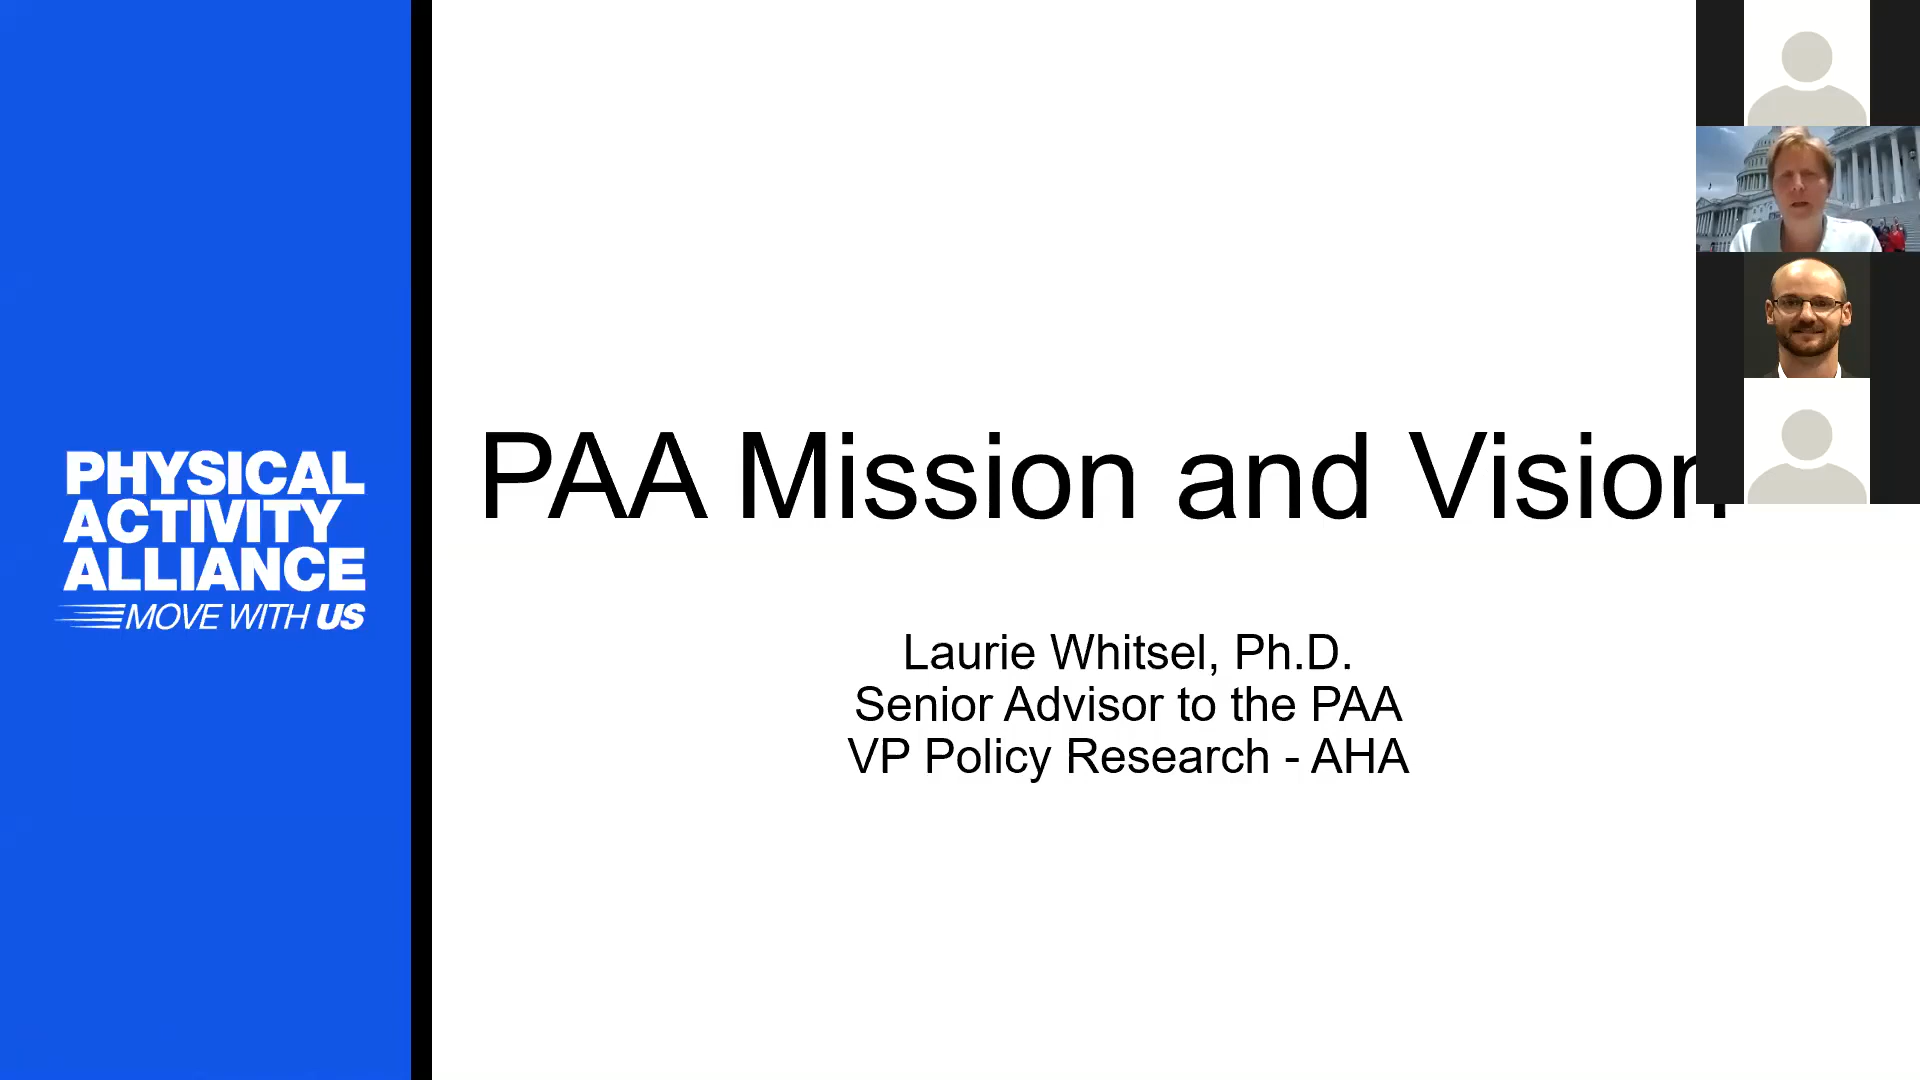 PHYSICAL
ACTIVITY
ALLIANCE
MOVE WITH US
PAA Mission and Vision
Laurie Whitsel, Ph.D.
Senior Advisor to the PAA
VP Policy Research - AHA